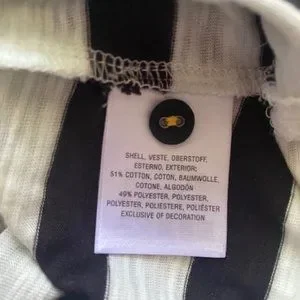 SHELL, VESTE, OBERSTOFF,
ESTERNO, EXTERIOR:
51% COTTON, COTON, BAUMWOLLE,
COTONE, ALGODÓN
49% POLYESTER, POLYESTER,
POLYESTER, POLIESTERE, POLIÉSTER
EXCLUSIVE OF DECORATION